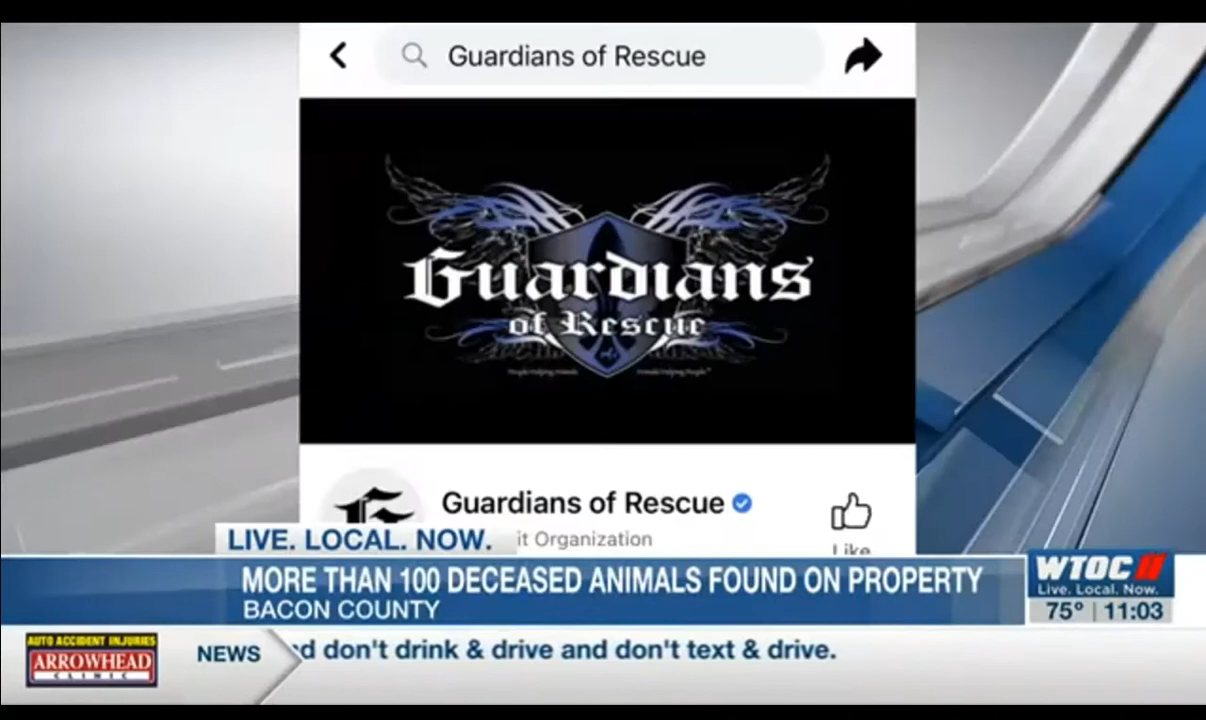 Guardians of Rescue
Guardians
of Rescue
Guardians of Rescue
it Organization
Like
LIVE. LOCAL. NOW.
MORE THAN 100 DECEASED ANIMALS FOUND ON PROPERTY
BACON COUNTY
WTOC 11
Live. Local. Now.
75° | 11:03
AUTO ACCIDENT INJURIES
ARROWHEAD
CLINIC
NEWS
d don't drink & drive and don't text & drive.